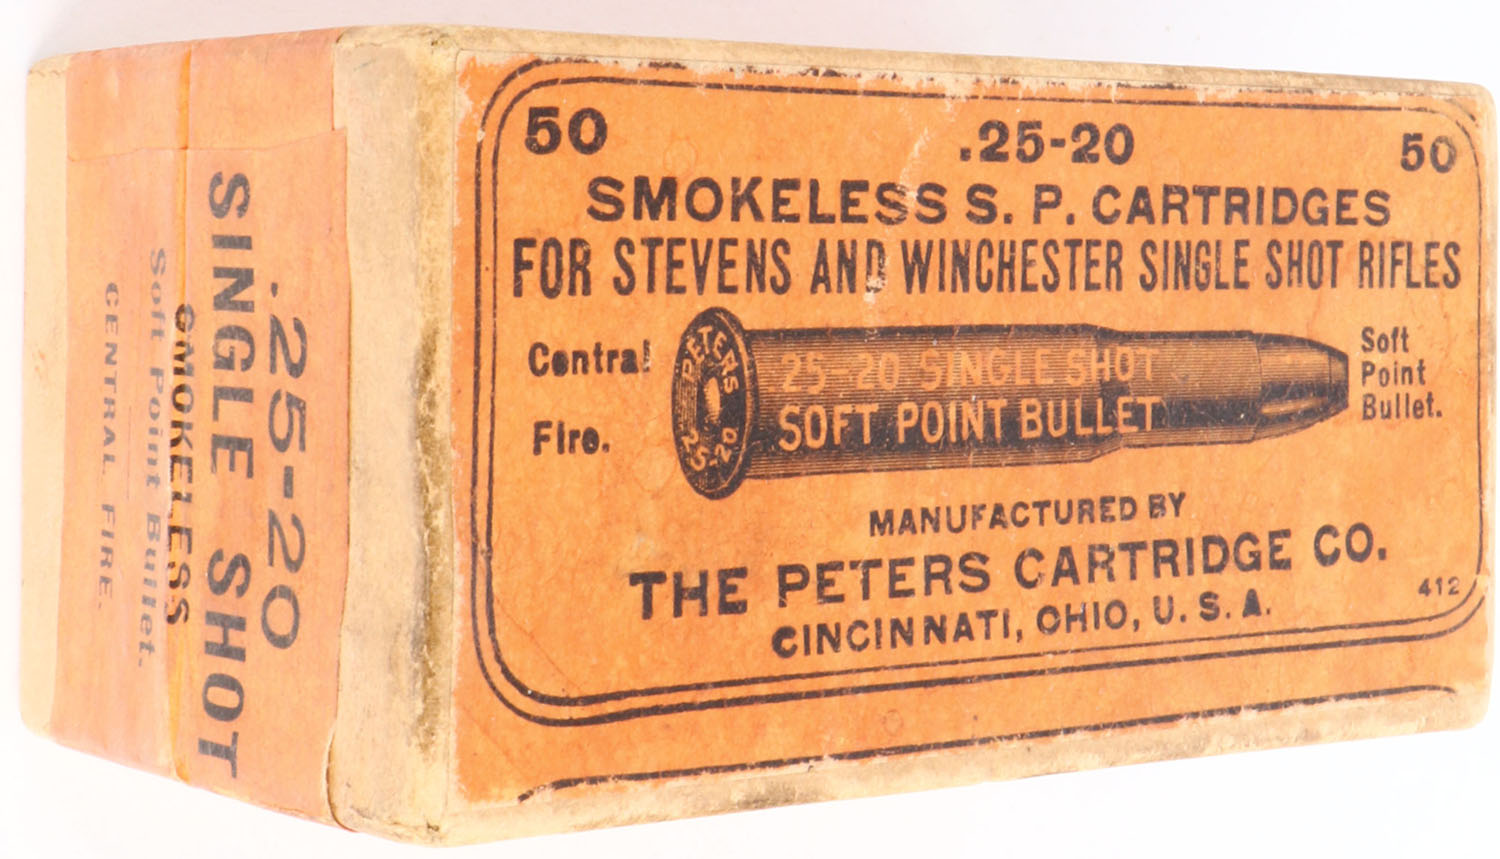 50 .25-20 50
SMOKELESS S. P. CARTRIDGES
FOR STEVENS AND WINCHESTER SINGLE SHOT RIFLES
Central
Fire.
PETERS
25-20
25-20 SINGLE SHOT
SOFT POINT BULLET
Soft
Point
Bullet.
MANUFACTURED BY
THE PETERS CARTRIDGE CO.
CINCINNATI, OHIO, U. S. A.
412
.25-20
SINGLE SHOT
SMOKELESS
Soft Point Bullet.
CENTRAL FIRE.